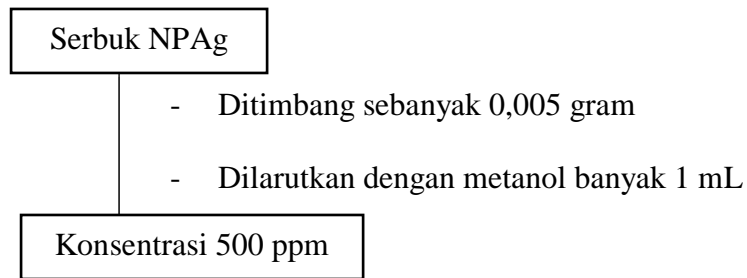 Serbuk NPAg
- Ditimbang sebanyak 0,005 gram
- Dilarutkan dengan metanol banyak 1 mL
Konsentrasi 500 ppm